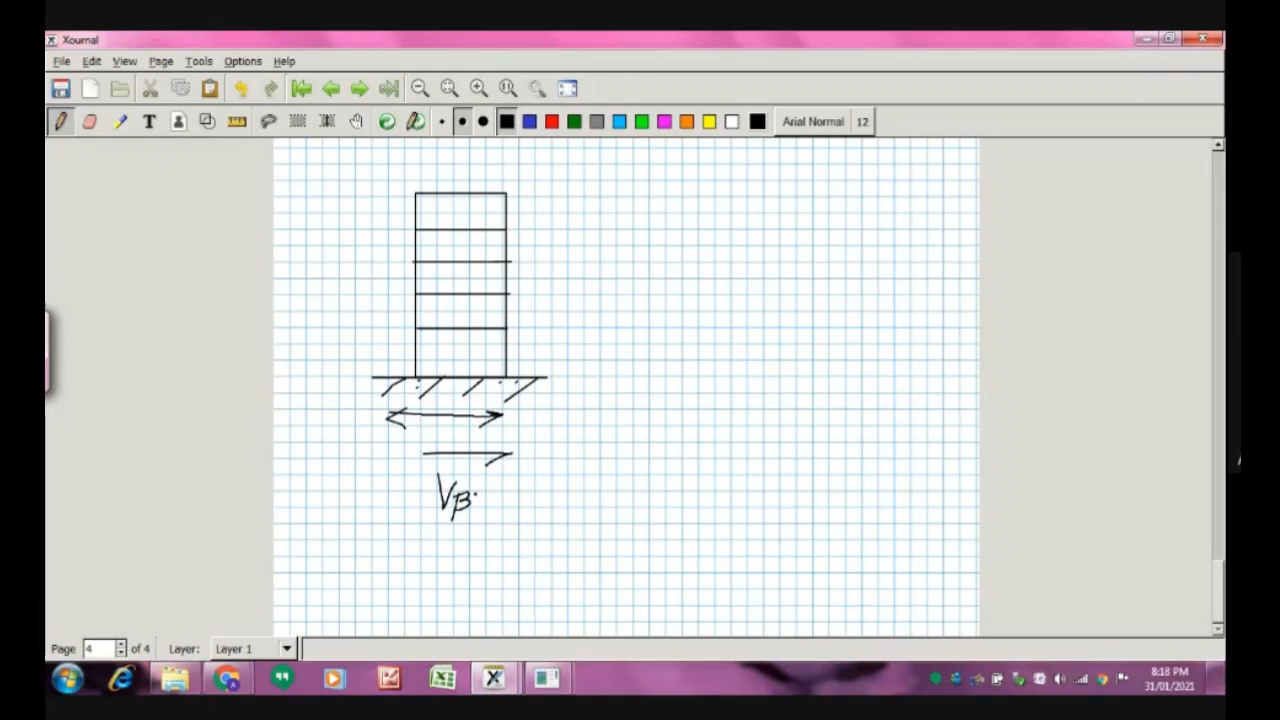 Xournal
File Edit View Page Tools Options Help
T Arial Normal 12
VB
Page 4 of 4 Layer: Layer 1
8:18 PM
31/01/2021